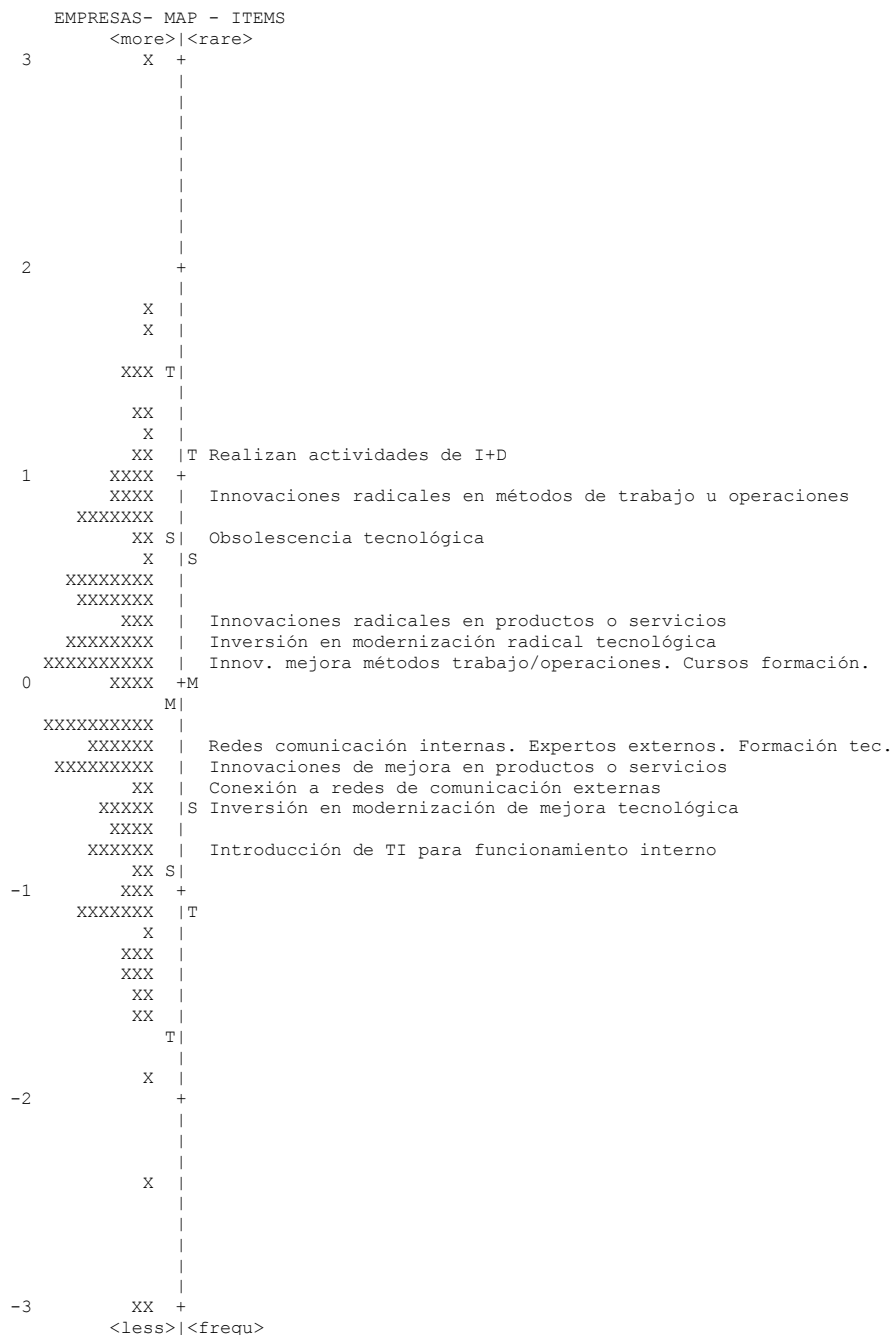 EMPRESAS- MAP - ITEMS
<more>|<rare>
3 X +
|
|
|
|
|
|
|
|
|
2 +
|
X |
X |
|
XXX T|
|
XX |
X |
XX |T Realizan actividades de I+D
1 XXXX +
XXXX | Innovaciones radicales en métodos de trabajo u operaciones
XXXXXXX |
XX S| Obsolescencia tecnológica
X |S
XXXXXXXX |
XXXXXXX |
XXX | Innovaciones radicales en productos o servicios
XXXXXXXX | Inversión en modernización radical tecnológica
XXXXXXXXXX | Innov. mejora métodos trabajo/operaciones. Cursos formación.
0 XXXX +M
M|
XXXXXXXXXX |
XXXXXX | Redes comunicación internas. Expertos externos. Formación tec.
XXXXXXXXX | Innovaciones de mejora en productos o servicios
XX | Conexión a redes de comunicación externas
XXXXX |S Inversión en modernización de mejora tecnológica
XXXX |
XXXXXX | Introducción de TI para funcionamiento interno
XX S|
-1 XXX +
XXXXXXX |T
X |
XXX |
XXX |
XX |
XX |
T|
|
X |
-2 +
|
|
|
X |
|
|
|
|
|
-3 XX +
<less>|<frequ>